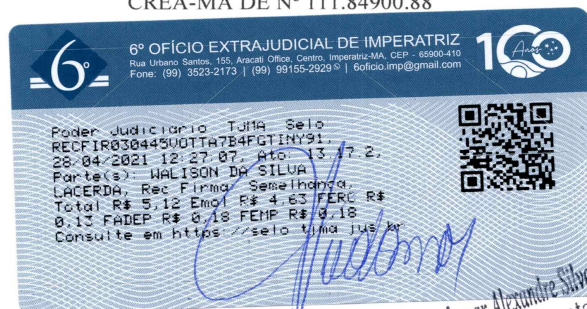 CREA-MA DE Nº 111.84900.88
6º
6º OFÍCIO EXTRAJUDICIAL DE IMPERATRIZ
Rua Urbano Santos, 155, Aracati Office, Centro, Imperatriz-MA, CEP - 65900-410
Fone: (99) 3523-2173 | (99) 99155-2929 | 6oficio.imp@gmail.com
100 Anos
Poder Judiciario TJMA Selo
RECFIR030445VOTTA7B4FGTINY91,
28/04/2021 12:27:07, Ato: 13.17.2,
Parte(s): WALISON DA SILVA
LACERDA, Rec Firma Semelhança,
Total R$ 5,12 Emol R$ 4,63 FERC R$
0,13 FADEP R$ 0,18 FEMP R$ 0,18
Consulte em https://selo.tjma.jus.br
Alexandre Silva